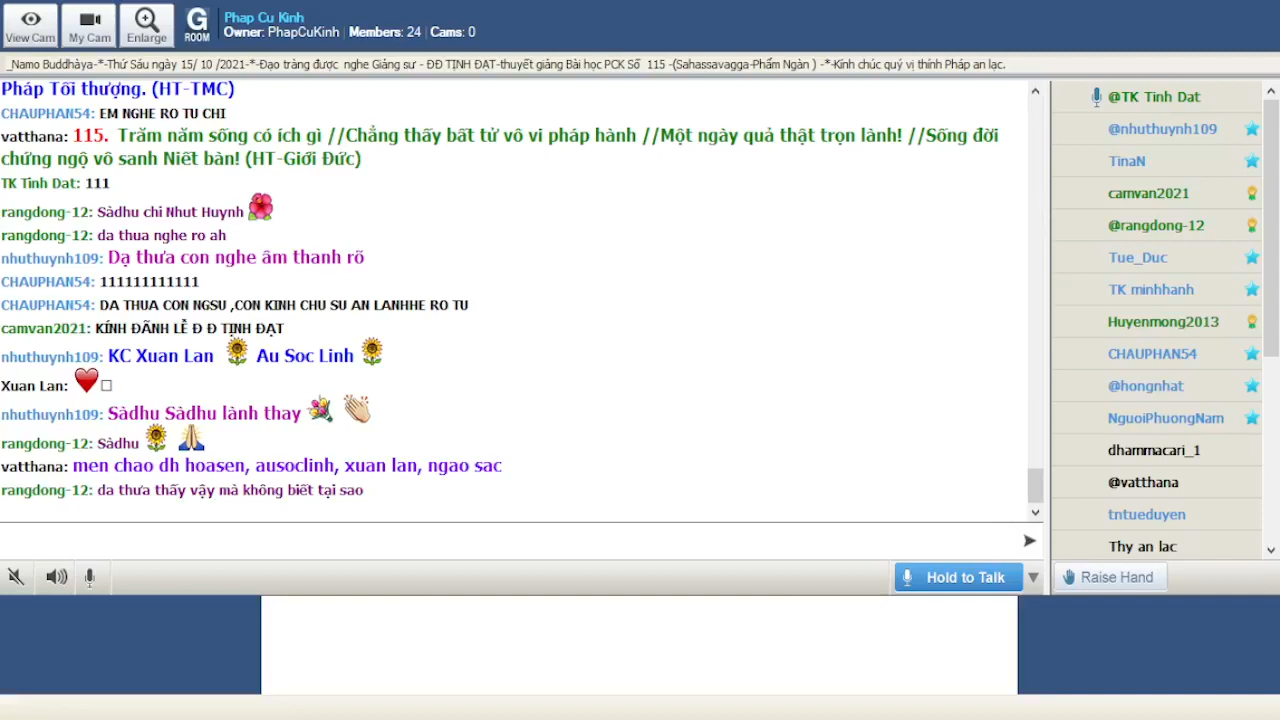 View Cam
My Cam
Enlarge
G ROOM
Phap Cu Kinh
Owner: PhapCuKinh | Members: 24 | Cams: 0
_Namo Buddhàya-*-Thứ Sáu ngày 15/ 10 /2021-*-Đạo tràng được nghe Giảng sư - ĐĐ TỊNH ĐẠT-thuyết giảng Bài học PCK Số 115 -(Sahassavagga-Phẩm Ngàn ) -*-Kính chúc quý vị thính Pháp an lạc.
Pháp Tối thượng. (HT-TMC)
CHAUPHAN54: EM NGHE RO TU CHI
vatthana: 115. Trăm năm sống có ích gì //Chẳng thấy bất tử vô vi pháp hành //Một ngày quả thật trọn lành! //Sống đời
chứng ngộ vô sanh Niết bàn! (HT-Giới Đức)
TK Tinh Dat: 111
rangdong-12: Sàdhu chi Nhut Huynh
rangdong-12: da thua nghe ro ah
nhuthuynh109: Dạ thưa con nghe âm thanh rõ
CHAUPHAN54: 111111111111
CHAUPHAN54: DA THUA CON NGSU ,CON KINH CHU SU AN LANHHE RO TU
camvan2021: KÍNH ĐÃNH LỄ Đ Đ TỊNH ĐẠT
nhuthuynh109: KC Xuan Lan Au Soc Linh
Xuan Lan:
nhuthuynh109: Sàdhu Sàdhu lành thay
rangdong-12: Sàdhu
vatthana: men chao dh hoasen, ausoclinh, xuan lan, ngao sac
rangdong-12: da thưa thấy vậy mà không biết tại sao
Hold to Talk
@TK Tinh Dat
@nhuthuynh109
TinaN
camvan2021
@rangdong-12
Tue_Duc
TK minhhanh
Huyenmong2013
CHAUPHAN54
@hongnhat
NguoiPhuongNam
dhammacari_1
@vatthana
tntueduyen
Thy an lac
Raise Hand